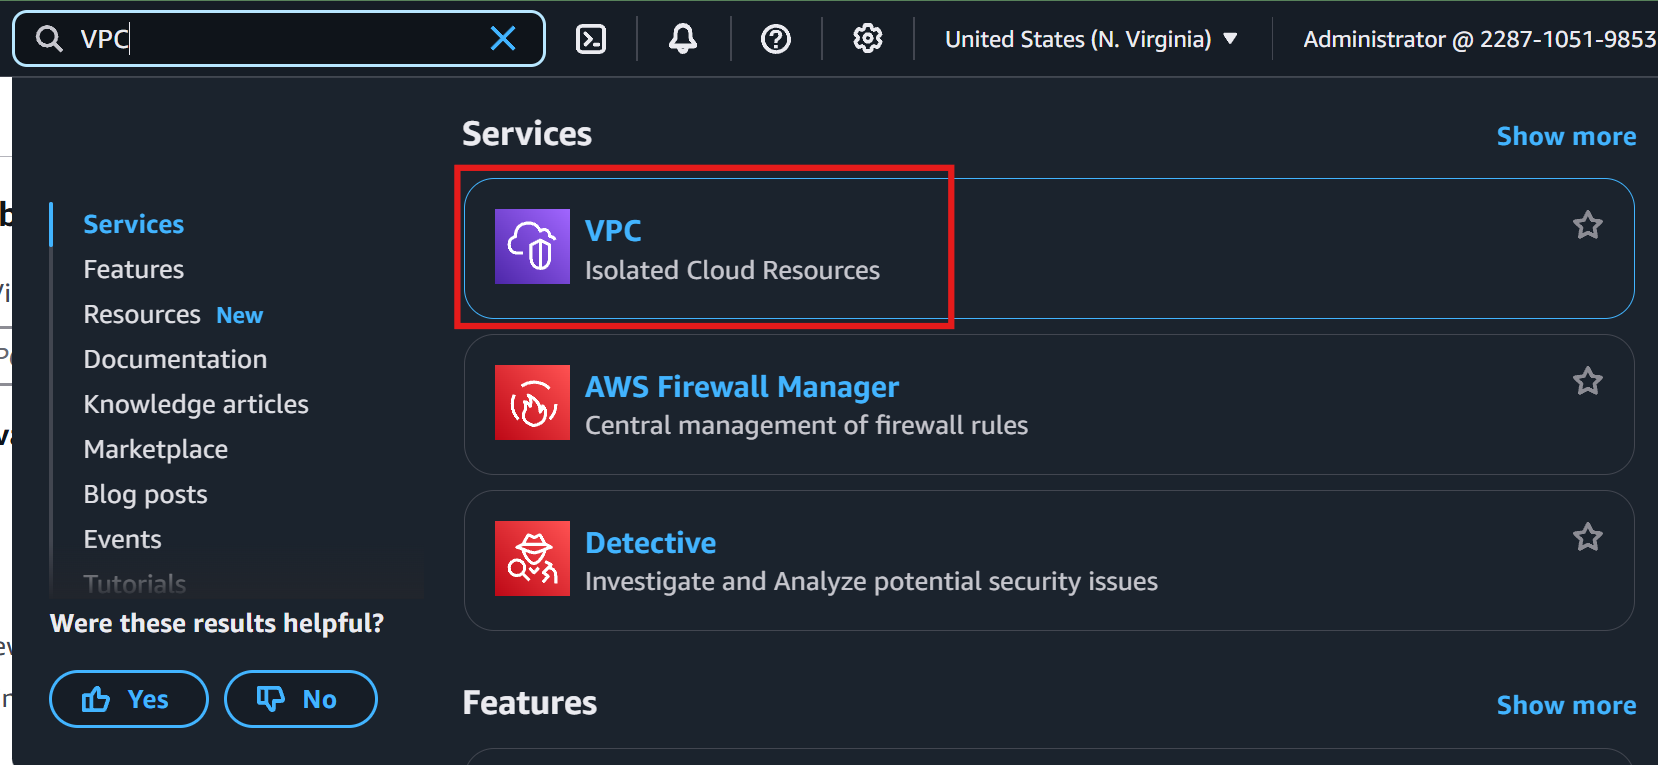 VPC
United States (N. Virginia)
Administrator @ 2287-1051-9853
Services
Features
Resources New
Documentation
Knowledge articles
Marketplace
Blog posts
Events
Tutorials
Were these results helpful?
Yes
No
Services
Show more
VPC
Isolated Cloud Resources
AWS Firewall Manager
Central management of firewall rules
Detective
Investigate and Analyze potential security issues
Features
Show more